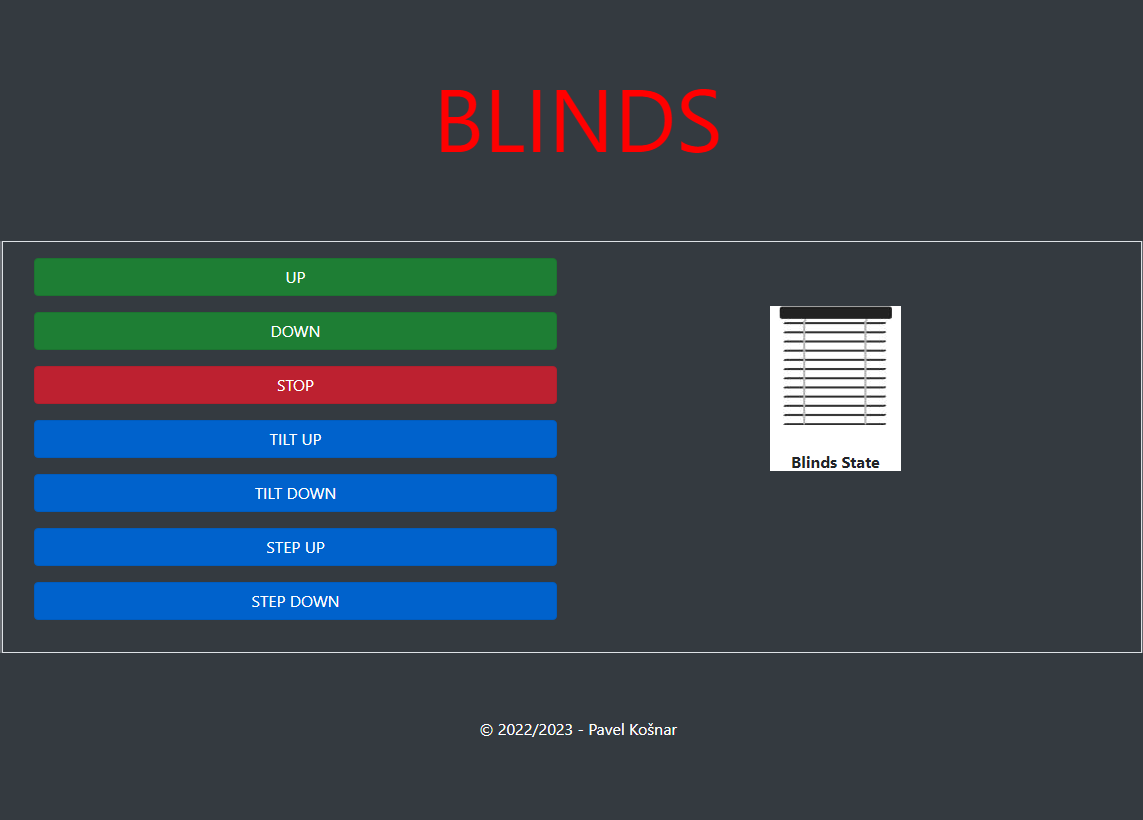 BLINDS
UP
DOWN
STOP
TILT UP
TILT DOWN
STEP UP
STEP DOWN
Blinds State
© 2022/2023 - Pavel Košnar